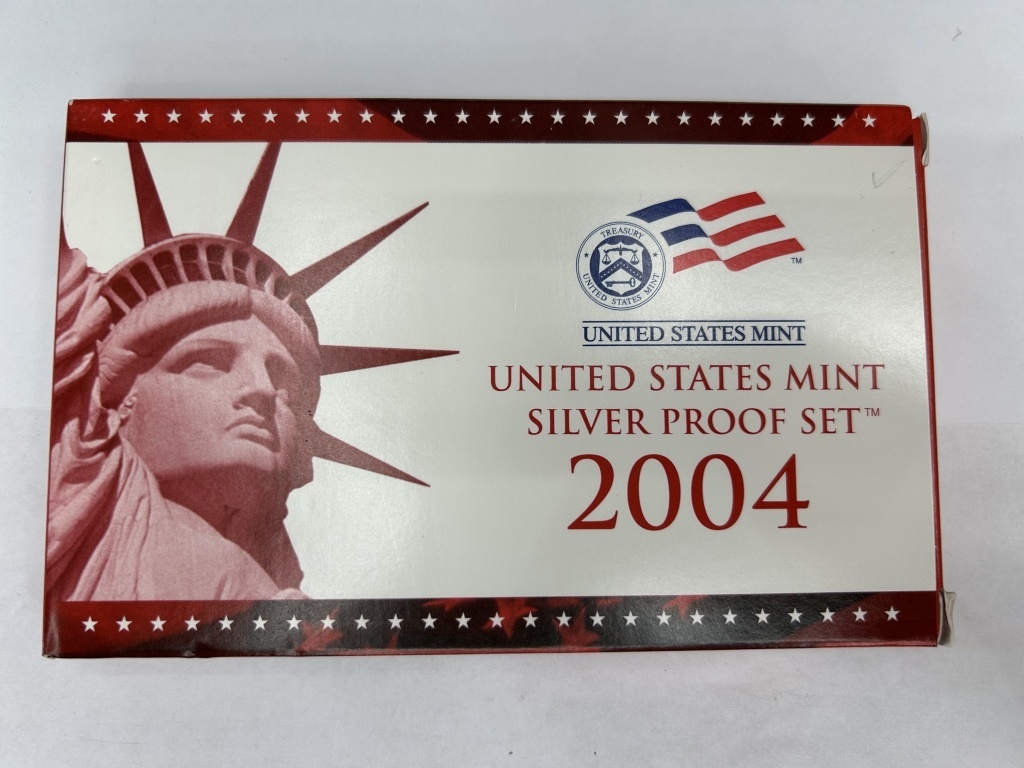 TREASURY
UNITED STATES MINT
TM
UNITED STATES MINT
UNITED STATES MINT
SILVER PROOF SET™
2004